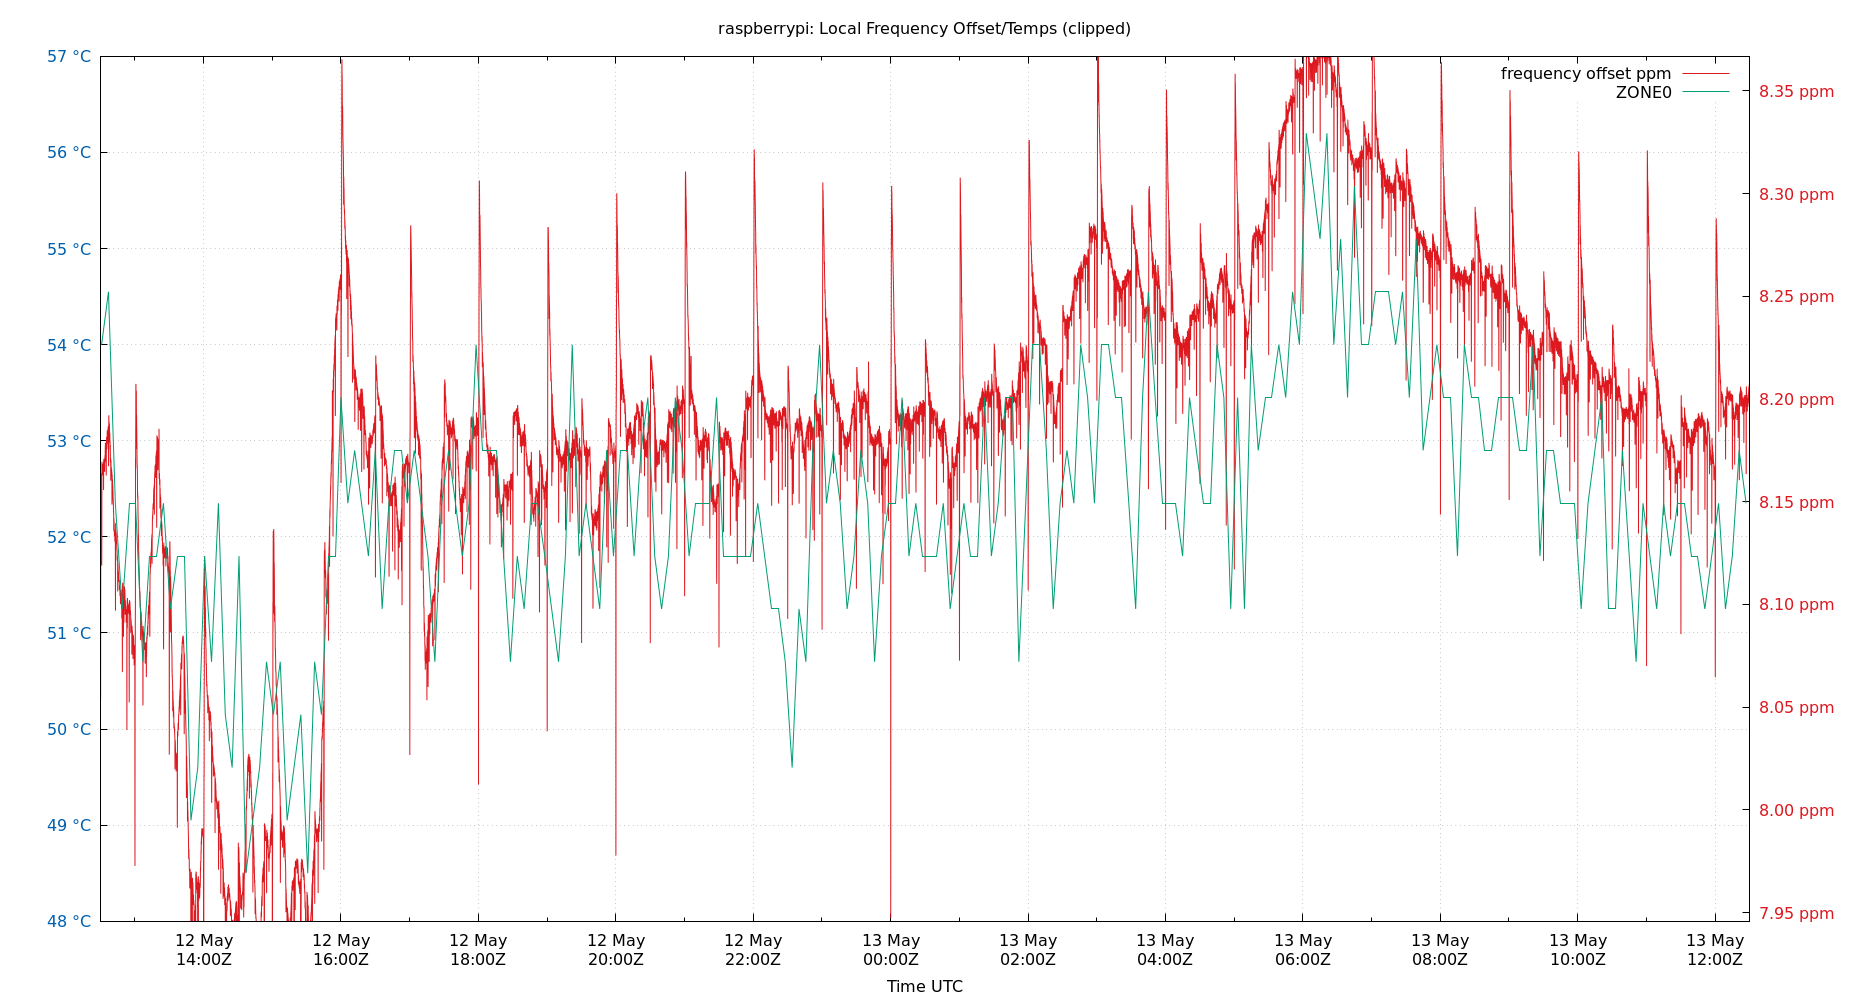 raspberrypi: Local Frequency Offset/Temps (clipped)
frequency offset ppm
ZONE0
57 °C
56 °C
55 °C
54 °C
53 °C
52 °C
51 °C
50 °C
49 °C
48 °C
8.35 ppm
8.30 ppm
8.25 ppm
8.20 ppm
8.15 ppm
8.10 ppm
8.05 ppm
8.00 ppm
7.95 ppm
12 May 12 May 12 May 12 May 12 May 13 May 13 May 13 May 13 May 13 May 13 May 13 May
14:00Z 16:00Z 18:00Z 20:00Z 22:00Z 00:00Z 02:00Z 04:00Z 06:00Z 08:00Z 10:00Z 12:00Z
Time UTC